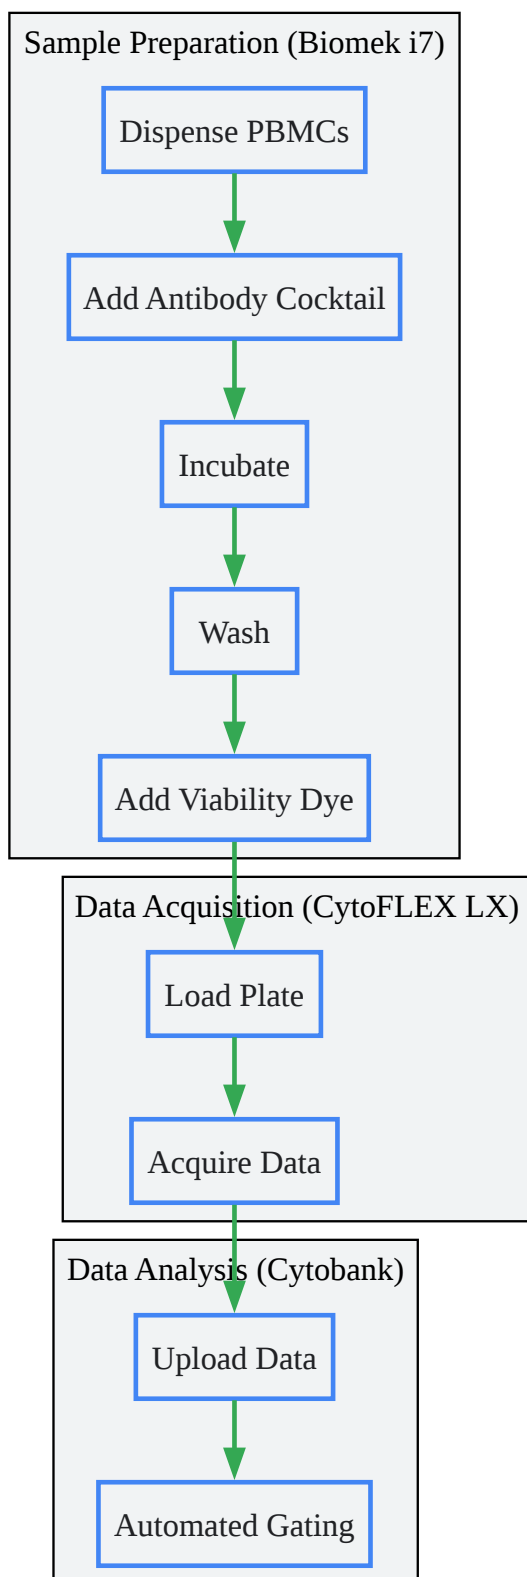 Sample Preparation (Biomek i7)
Dispense PBMCs
Add Antibody Cocktail
Incubate
Wash
Add Viability Dye
Data Acquisition (CytoFLEX LX)
Load Plate
Acquire Data
Data Analysis (Cytobank)
Upload Data
Automated Gating